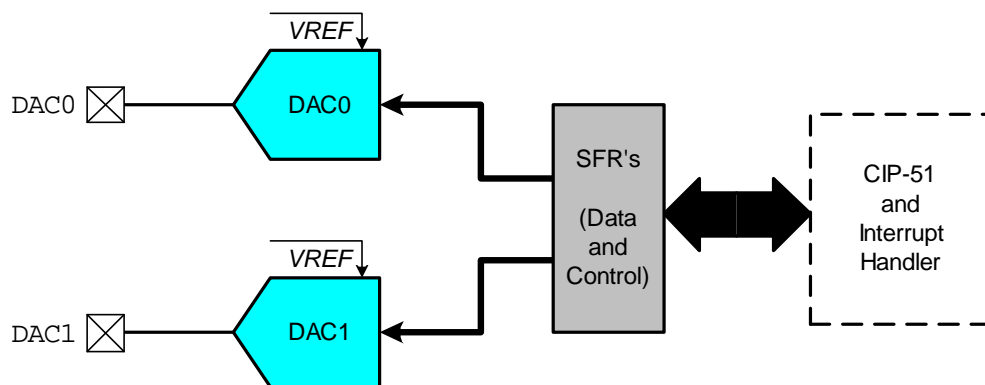 VREF
DAC0
DAC0
SFR's
(Data
and
Control)
CIP-51
and
Interrupt
Handler
VREF
DAC1
DAC1